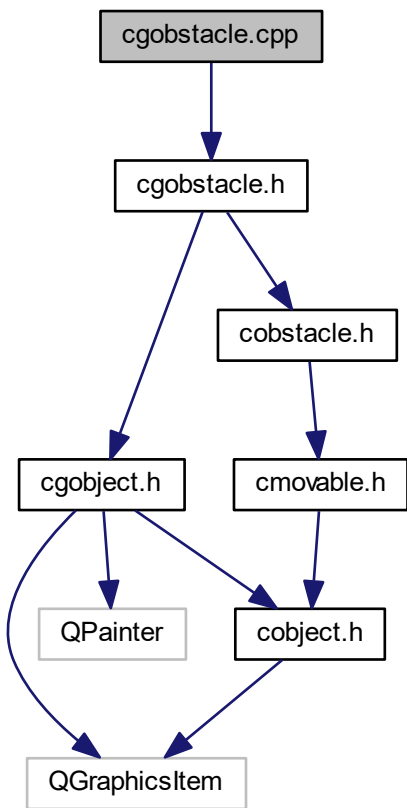 cgobstacle.cpp
cgobstacle.h
cobstacle.h
cgobject.h
cmovable.h
QPainter
cobject.h
QGraphicsItem